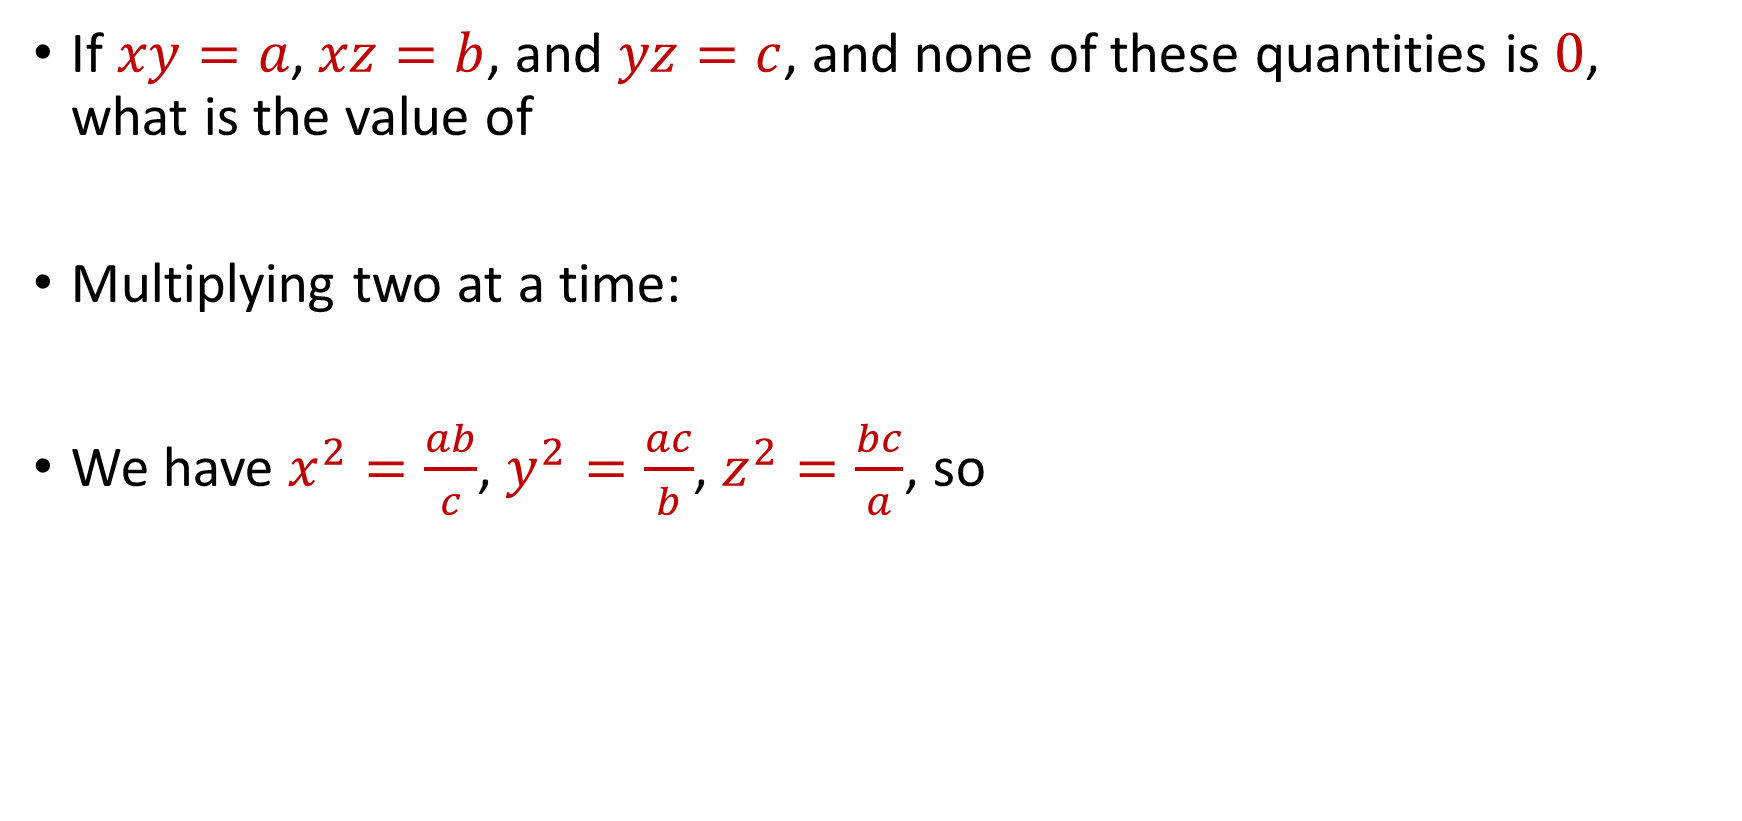 • If 𝑥𝑦 = 𝑎, 𝑥𝑧 = 𝑏, and 𝑦𝑧 = 𝑐, and none of these quantities is 0,
what is the value of
• Multiplying two at a time:
• We have 𝑥² = 𝑎𝑏/𝑐, 𝑦² = 𝑎𝑐/𝑏, 𝑧² = 𝑏𝑐/𝑎, so